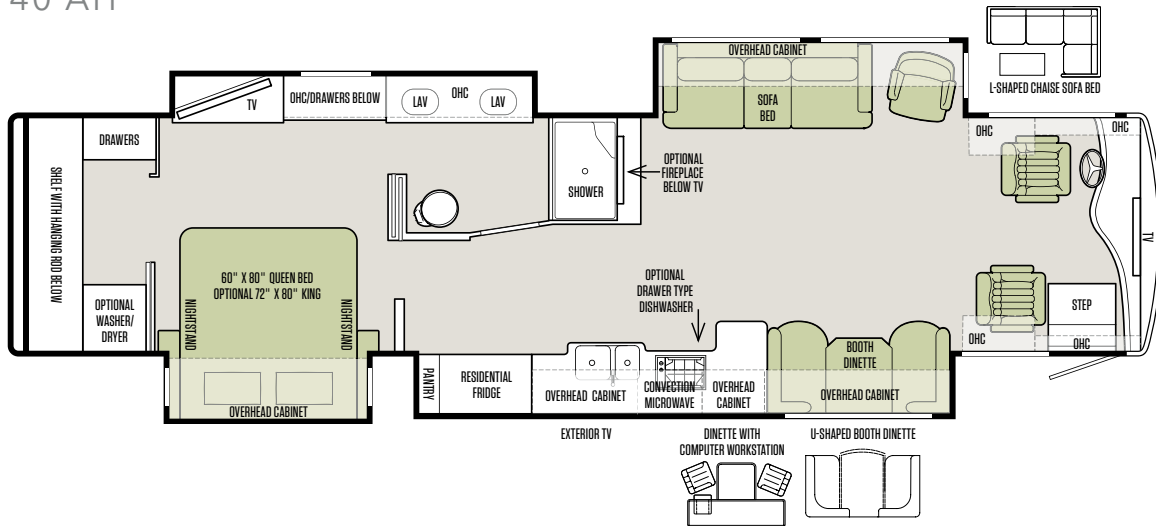 40 AH
OVERHEAD CABINET
SOFA
BED
L-SHAPED CHAISE SOFA BED
TV
OHC/DRAWERS BELOW
LAV
OHC
LAV
DRAWERS
SHELF WITH HANGING ROD BELOW
OHC
OHC
SHOWER
OPTIONAL
FIREPLACE
BELOW TV
TV
60" X 80" QUEEN BED
OPTIONAL 72" X 80" KING
NIGHTSTAND
NIGHTSTAND
OVERHEAD CABINET
OPTIONAL
WASHER/
DRYER
OPTIONAL
DRAWER TYPE
DISHWASHER
STEP
OHC
OHC
PANTRY
RESIDENTIAL
FRIDGE
OVERHEAD CABINET
CONVECTION
MICROWAVE
OVERHEAD
CABINET
BOOTH
DINETTE
OVERHEAD CABINET
EXTERIOR TV
DINETTE WITH
COMPUTER WORKSTATION
U-SHAPED BOOTH DINETTE